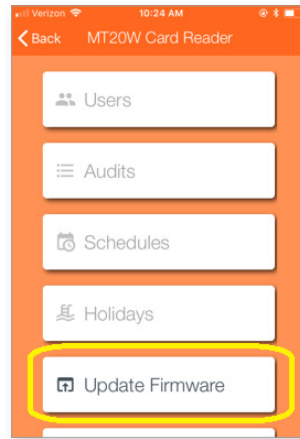 Verizon 10:24 AM
Back MT20W Card Reader
Users
Audits
Schedules
Holidays
Update Firmware